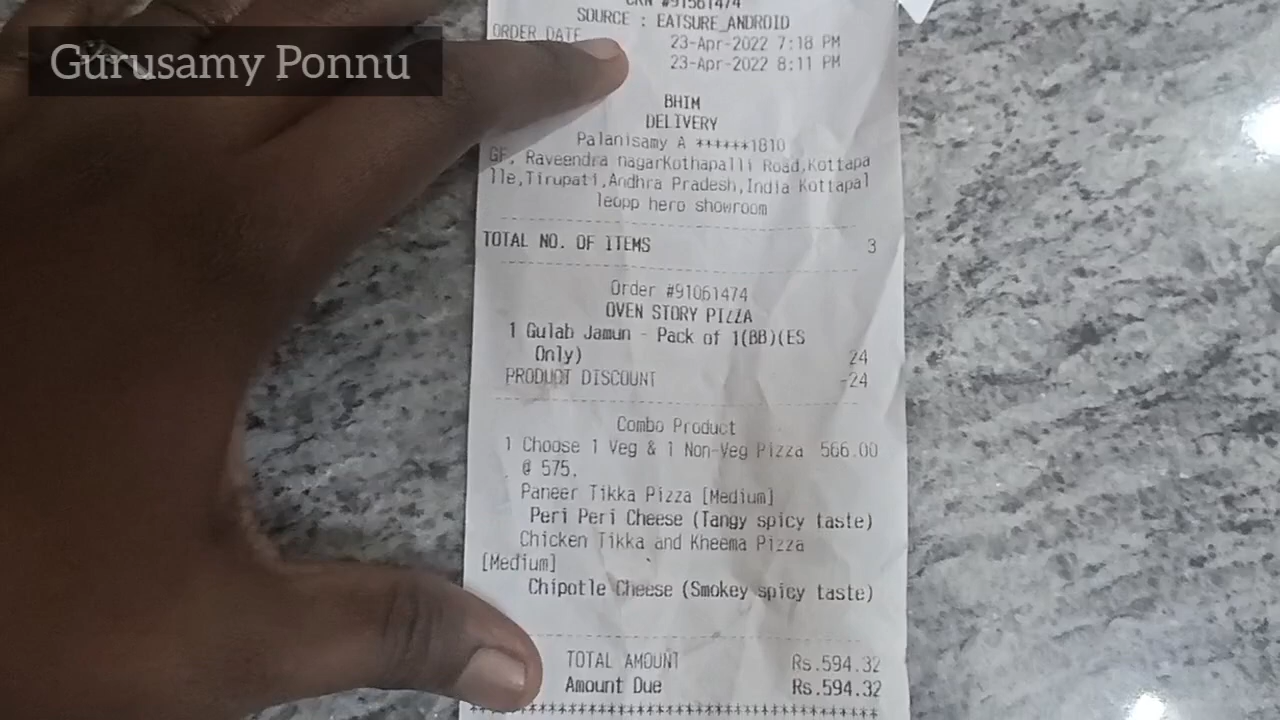 Gurusamy Ponnu
SOURCE : EATSURE_ANDROID
ORDER DATE 23-Apr-2022 7:18 PM
23-Apr-2022 8:11 PM
BHIM
DELIVERY
Palanisamy A ******1810
GF, Raveendra nagarKothapalli Road,Kottapa
lle,Tirupati,Andhra Pradesh,India Kottapal
leopp hero showroom
TOTAL NO. OF ITEMS 3
Order #91061474
OVEN STORY PIZZA
1 Gulab Jamun - Pack of 1(BB)(ES
Only) 24
PRODUCT DISCOUNT -24
Combo Product
1 Choose 1 Veg & 1 Non-Veg Pizza 566.00
@ 575.
Paneer Tikka Pizza [Medium]
Peri Peri Cheese (Tangy spicy taste)
Chicken Tikka and Kheema Pizza
[Medium]
Chipotle Cheese (Smokey spicy taste)
TOTAL AMOUNT Rs.594.32
Amount Due Rs.594.32